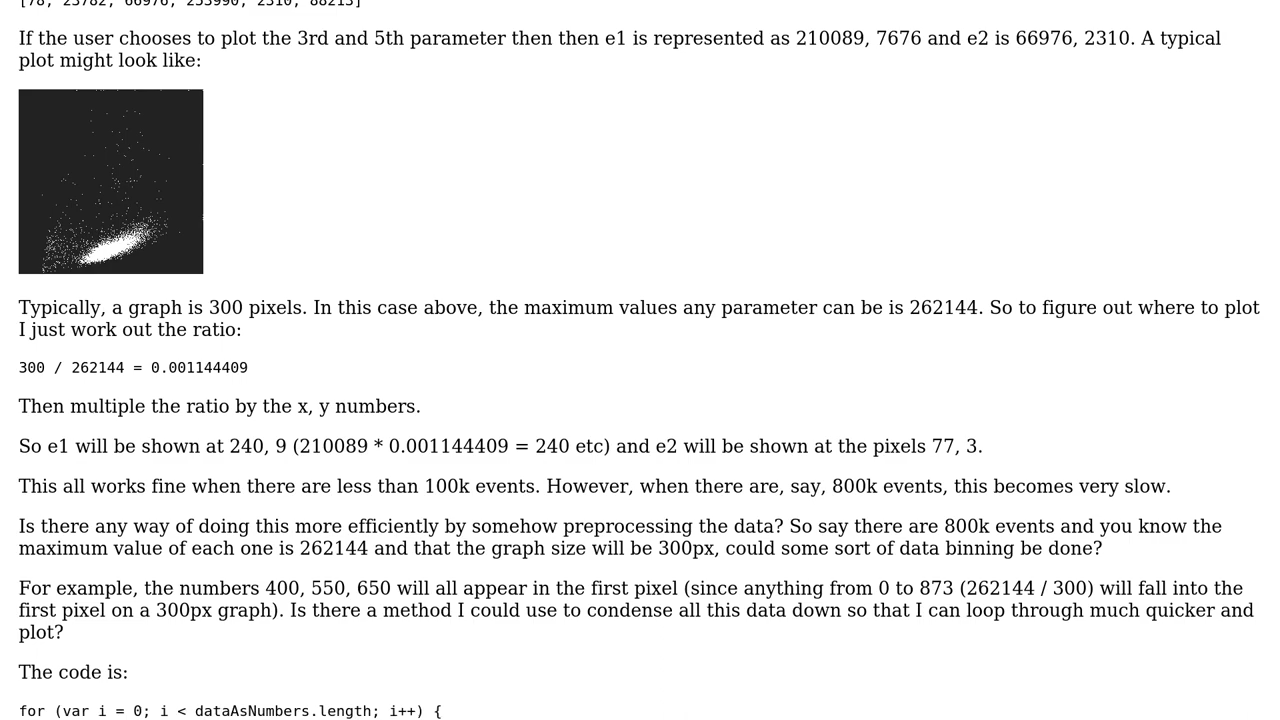 [78, 23782, 66976, 253990, 2310, 88213]
If the user chooses to plot the 3rd and 5th parameter then then e1 is represented as 210089, 7676 and e2 is 66976, 2310. A typical
plot might look like:
Typically, a graph is 300 pixels. In this case above, the maximum values any parameter can be is 262144. So to figure out where to plot
I just work out the ratio:
300 / 262144 = 0.001144409
Then multiple the ratio by the x, y numbers.
So e1 will be shown at 240, 9 (210089 * 0.001144409 = 240 etc) and e2 will be shown at the pixels 77, 3.
This all works fine when there are less than 100k events. However, when there are, say, 800k events, this becomes very slow.
Is there any way of doing this more efficiently by somehow preprocessing the data? So say there are 800k events and you know the
maximum value of each one is 262144 and that the graph size will be 300px, could some sort of data binning be done?
For example, the numbers 400, 550, 650 will all appear in the first pixel (since anything from 0 to 873 (262144 / 300) will fall into the
first pixel on a 300px graph). Is there a method I could use to condense all this data down so that I can loop through much quicker and
plot?
The code is:
for (var i = 0; i < dataAsNumbers.length; i++) {